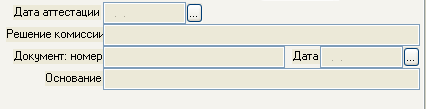 Дата аттестации . . ...
Решение комиссии
Документ: номер Дата . . ...
Основание